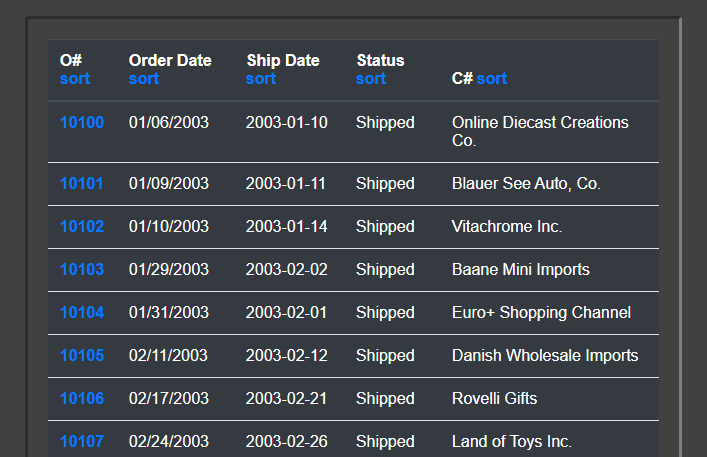 O# Order Date Ship Date Status
sort sort sort sort C# sort
10100 01/06/2003 2003-01-10 Shipped Online Diecast Creations
Co.
10101 01/09/2003 2003-01-11 Shipped Blauer See Auto, Co.
10102 01/10/2003 2003-01-14 Shipped Vitachrome Inc.
10103 01/29/2003 2003-02-02 Shipped Baane Mini Imports
10104 01/31/2003 2003-02-01 Shipped Euro+ Shopping Channel
10105 02/11/2003 2003-02-12 Shipped Danish Wholesale Imports
10106 02/17/2003 2003-02-21 Shipped Rovelli Gifts
10107 02/24/2003 2003-02-26 Shipped Land of Toys Inc.